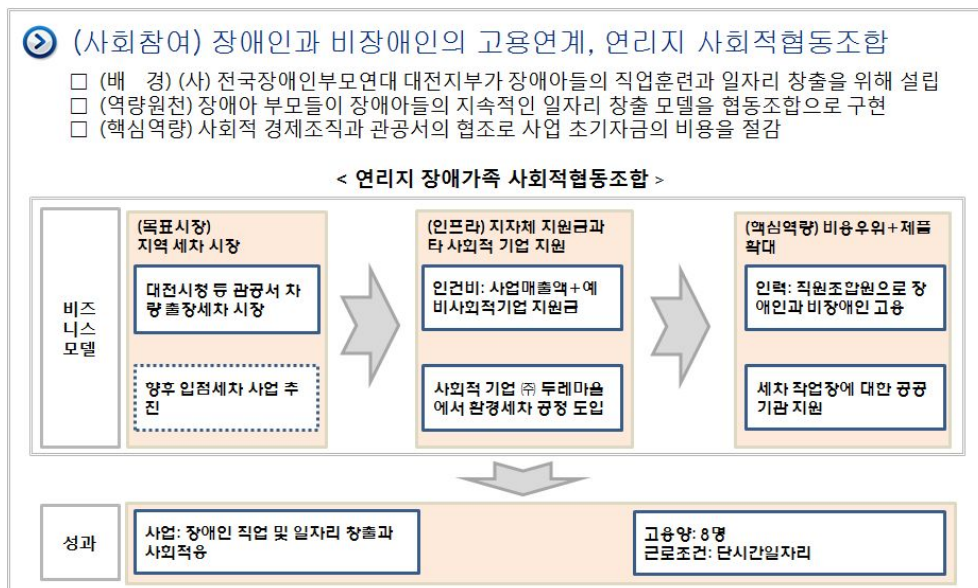 (사회참여) 장애인과 비장애인의 고용연계, 연리지 사회적협동조합
□ (배 경) (사) 전국장애인부모연대 대전지부가 장애아들의 직업훈련과 일자리 창출을 위해 설립
□ (역량원천) 장애아 부모들이 장애아들의 지속적인 일자리 창출 모델을 협동조합으로 구현
□ (핵심역량) 사회적 경제조직과 관공서의 협조로 사업 초기자금의 비용을 절감
< 연리지 장애가족 사회적협동조합 >
비즈
니스
모델
(목표시장)
지역 세차 시장
대전시청 등 관공서 차
량 출장세차 시장
향후 입점세차 사업 추
진
(인프라) 지자체 지원금과
타 사회적 기업 지원
인건비: 사업매출액+예
비사회적기업 지원금
사회적 기업 ㈜ 두레마을
에서 환경세차 공정 도입
(핵심역량) 비용우위+제품
확대
인력: 직원조합원으로 장
애인과 비장애인 고용
세차 작업장에 대한 공공
기관 지원
성과
사업: 장애인 직업 및 일자리 창출과
사회적응
고용양: 8명
근로조건: 단시간일자리